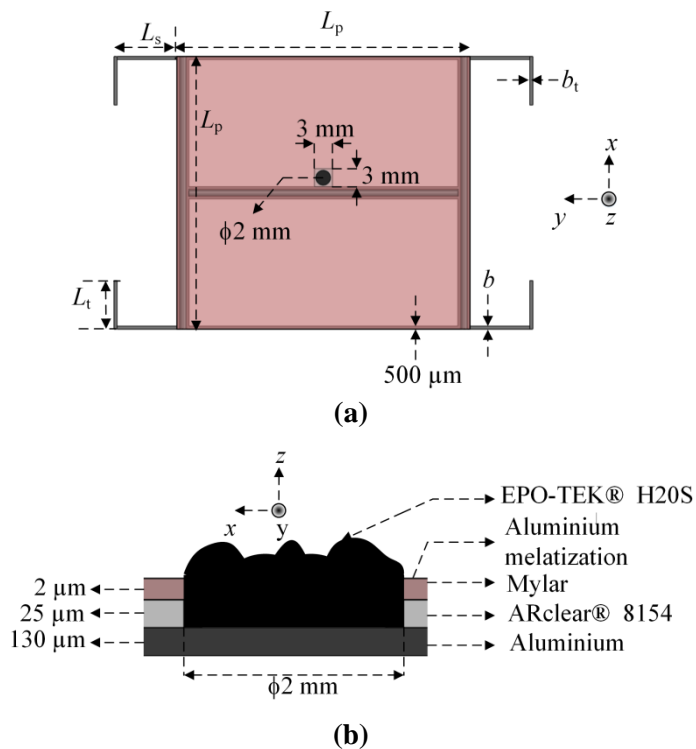 Ls
Lp
bt
Lp
3 mm
3 mm
x
y
z
ϕ2 mm
Lt
b
500 µm
(a)
z
x
y
EPO-TEK® H20S
Aluminium
melatization
Mylar
2 µm
25 µm
ARclear® 8154
130 µm
Aluminium
ϕ2 mm
(b)